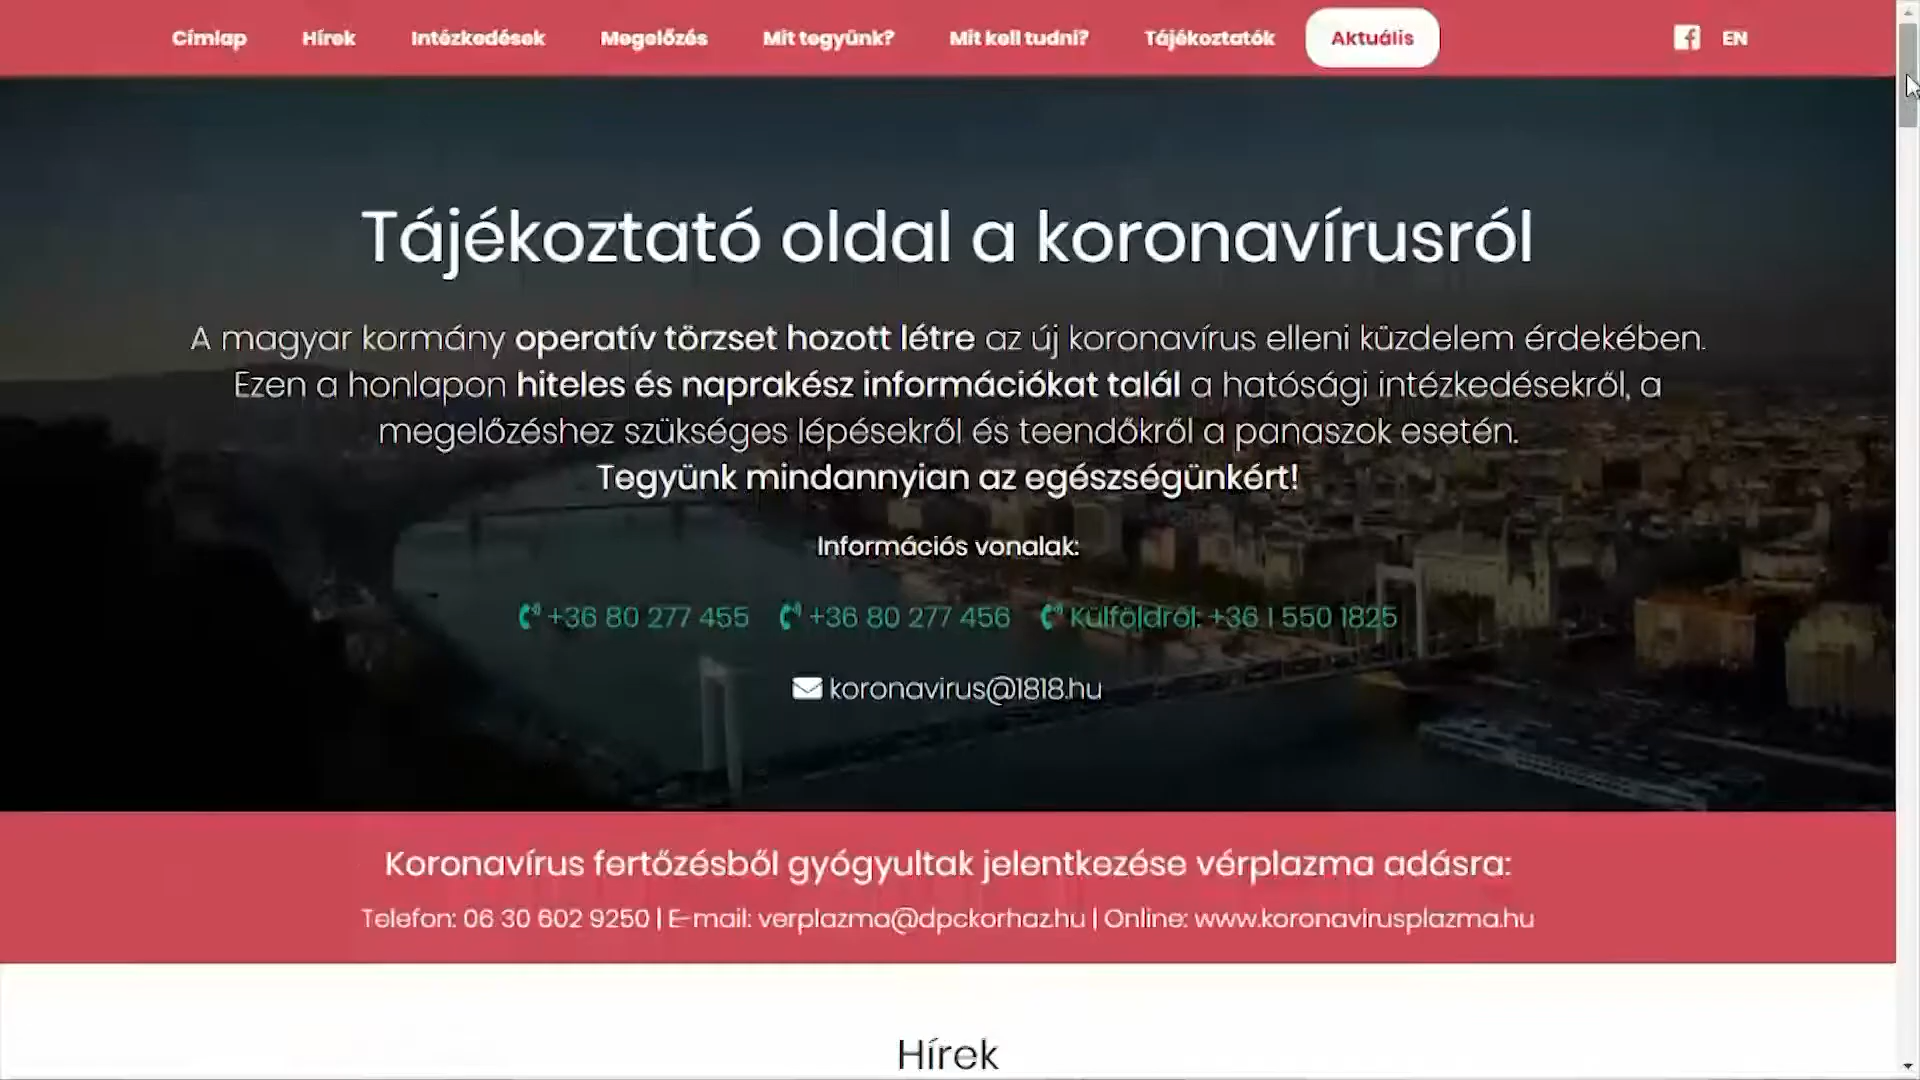 Címlap Hírek Intézkedések Megelőzés Mit tegyünk? Mit kell tudni? Tájékoztatók Aktuális EN
Tájékoztató oldal a koronavírusról
A magyar kormány operatív törzset hozott létre az új koronavírus elleni küzdelem érdekében.
Ezen a honlapon hiteles és naprakész információkat talál a hatósági intézkedésekről, a
megelőzéshez szükséges lépésekről és teendőkről a panaszok esetén.
Tegyünk mindannyian az egészségünkért!
Információs vonalak:
+36 80 277 455 +36 80 277 456 Külföldről: +36 1 550 1825
koronavirus@1818.hu
Koronavírus fertőzésből gyógyultak jelentkezése vérplazma adásra:
Telefon: 06 30 602 9250 | E-mail: verplazma@dpckorhaz.hu | Online: www.koronavirusplazma.hu
Hírek